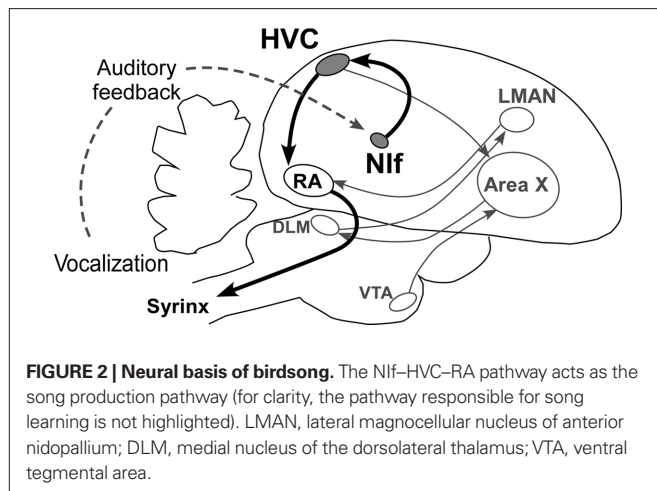 HVC
Auditory
feedback
LMAN
NIf
RA
Area X
DLM
Vocalization
VTA
Syrinx
FIGURE 2 | Neural basis of birdsong. The NIf–HVC–RA pathway acts as the
song production pathway (for clarity, the pathway responsible for song
learning is not highlighted). LMAN, lateral magnocellular nucleus of anterior
nidopallium; DLM, medial nucleus of the dorsolateral thalamus; VTA, ventral
tegmental area.